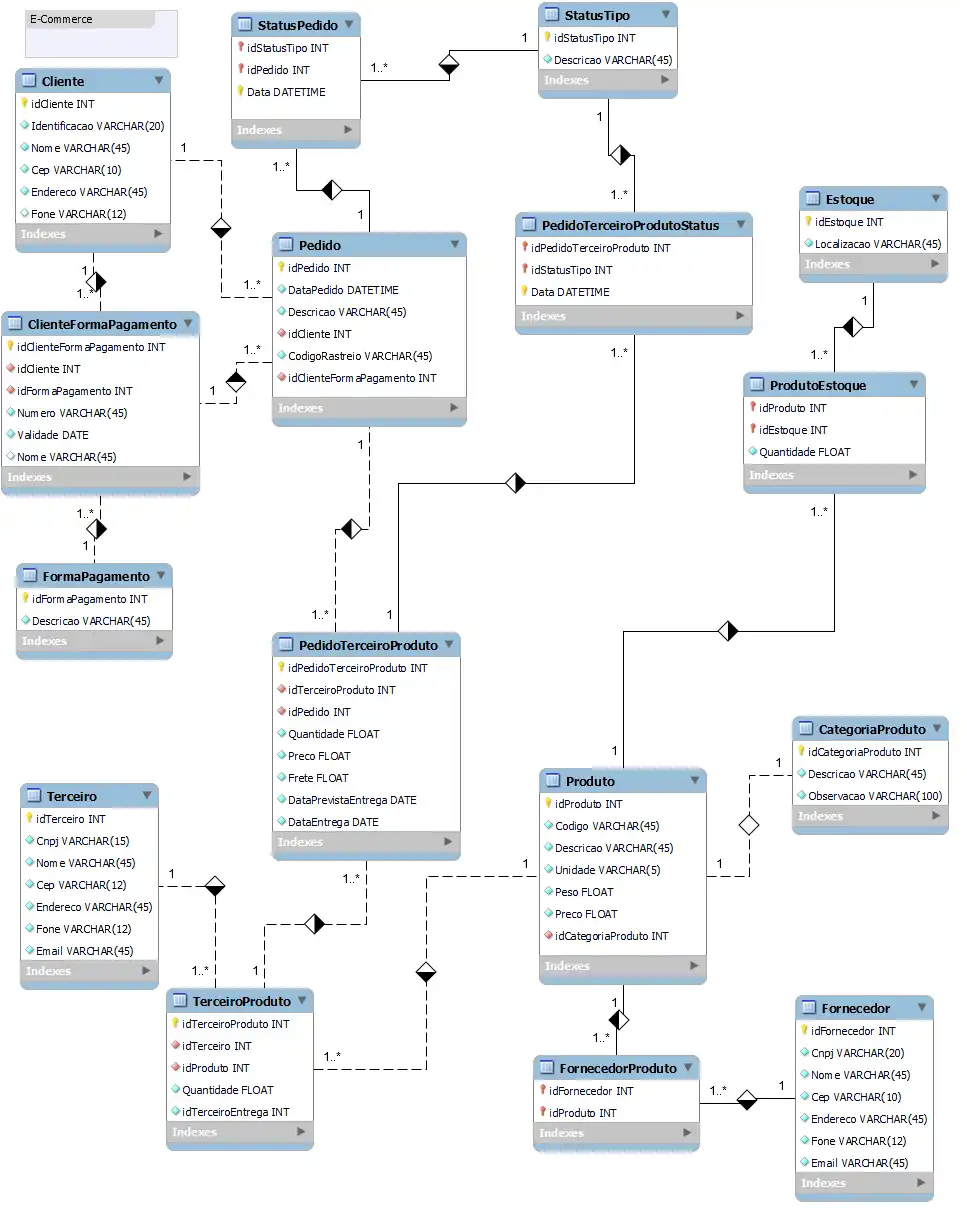 E-Commerce
Cliente
idCliente INT
Identificacao VARCHAR(20)
Nome VARCHAR(45)
Cep VARCHAR(10)
Endereco VARCHAR(45)
Fone VARCHAR(12)
Indexes
StatusPedido
idStatusTipo INT
idPedido INT
Data DATETIME
Indexes
1..*
1
StatusTipo
idStatusTipo INT
Descricao VARCHAR(45)
Indexes
1
1..*
1..*
1
1
1..*
Pedido
idPedido INT
DataPedido DATETIME
Descricao VARCHAR(45)
idCliente INT
CodigoRastreio VARCHAR(45)
idClienteFormaPagamento INT
Indexes
PedidoTerceiroProdutoStatus
idPedidoTerceiroProduto INT
idStatusTipo INT
Data DATETIME
Indexes
Estoque
idEstoque INT
Localizacao VARCHAR(45)
Indexes
1
1..*
ProdutoEstoque
idProduto INT
idEstoque INT
Quantidade FLOAT
Indexes
1
1..*
ClienteFormaPagamento
idClienteFormaPagamento INT
idCliente INT
idFormaPagamento INT
Numero VARCHAR(45)
Validade DATE
Nome VARCHAR(45)
Indexes
1
1..*
1..*
1
FormaPagamento
idFormaPagamento INT
Descricao VARCHAR(45)
Indexes
1
1..*
1..*
1
PedidoTerceiroProduto
idPedidoTerceiroProduto INT
idTerceiroProduto INT
idPedido INT
Quantidade FLOAT
Preco FLOAT
Frete FLOAT
DataPrevistaEntrega DATE
DataEntrega DATE
Indexes
1..*
1
Produto
idProduto INT
Codigo VARCHAR(45)
Descricao VARCHAR(45)
Unidade VARCHAR(5)
Peso FLOAT
Preco FLOAT
idCategoriaProduto INT
Indexes
1
1
CategoriaProduto
idCategoriaProduto INT
Descricao VARCHAR(45)
Observacao VARCHAR(100)
Indexes
Terceiro
idTerceiro INT
Cnpj VARCHAR(15)
Nome VARCHAR(45)
Cep VARCHAR(12)
Endereco VARCHAR(45)
Fone VARCHAR(12)
Email VARCHAR(45)
Indexes
1
1..*
1..*
1
1
1..*
TerceiroProduto
idTerceiroProduto INT
idTerceiro INT
idProduto INT
Quantidade FLOAT
idTerceiroEntrega INT
Indexes
1
1..*
FornecedorProduto
idFornecedor INT
idProduto INT
Indexes
1..*
1
Fornecedor
idFornecedor INT
Cnpj VARCHAR(20)
Nome VARCHAR(45)
Cep VARCHAR(10)
Endereco VARCHAR(45)
Fone VARCHAR(12)
Email VARCHAR(45)
Indexes